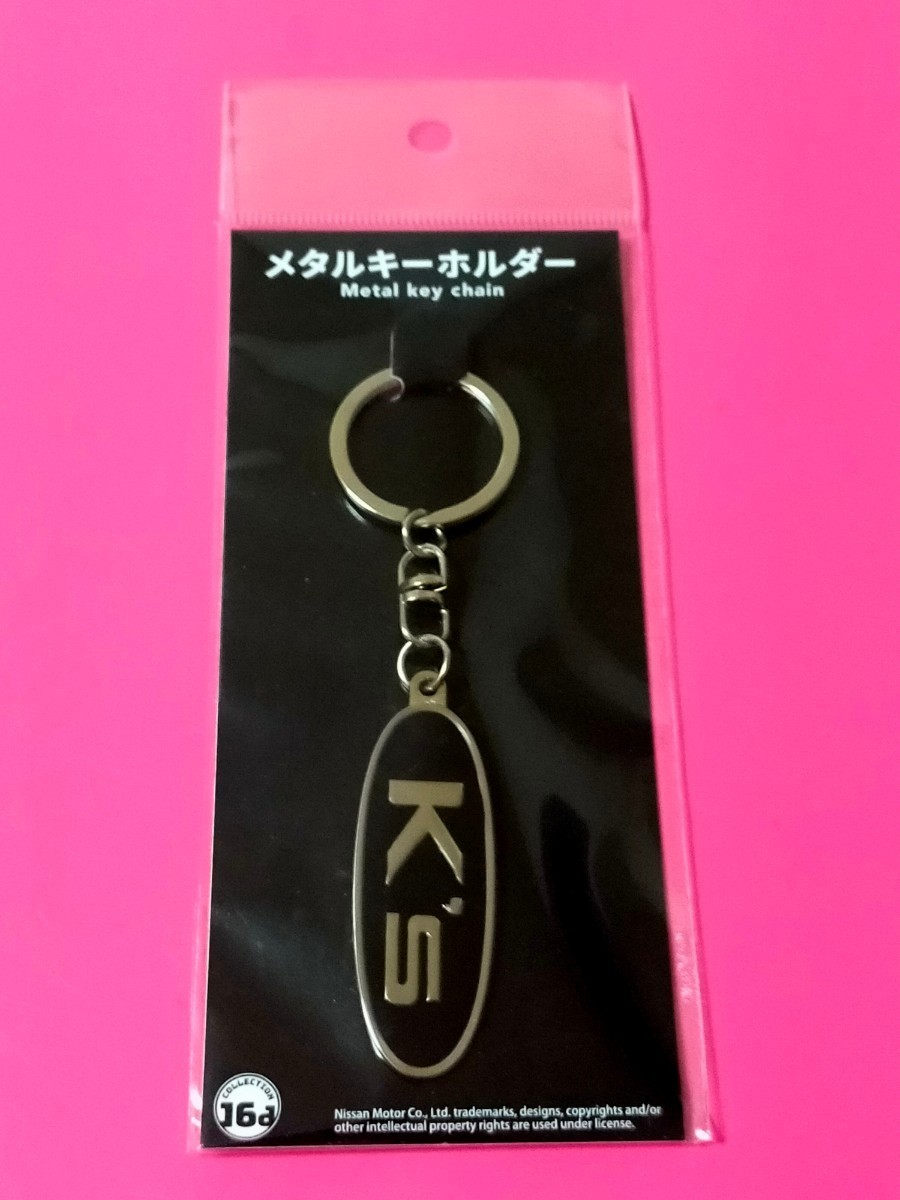 メタルキーホルダー
Metal key chain
K's
COLLECTION
16d
Nissan Motor Co., Ltd. trademarks, designs, copyrights and/or
other intellectual property rights are used under license.